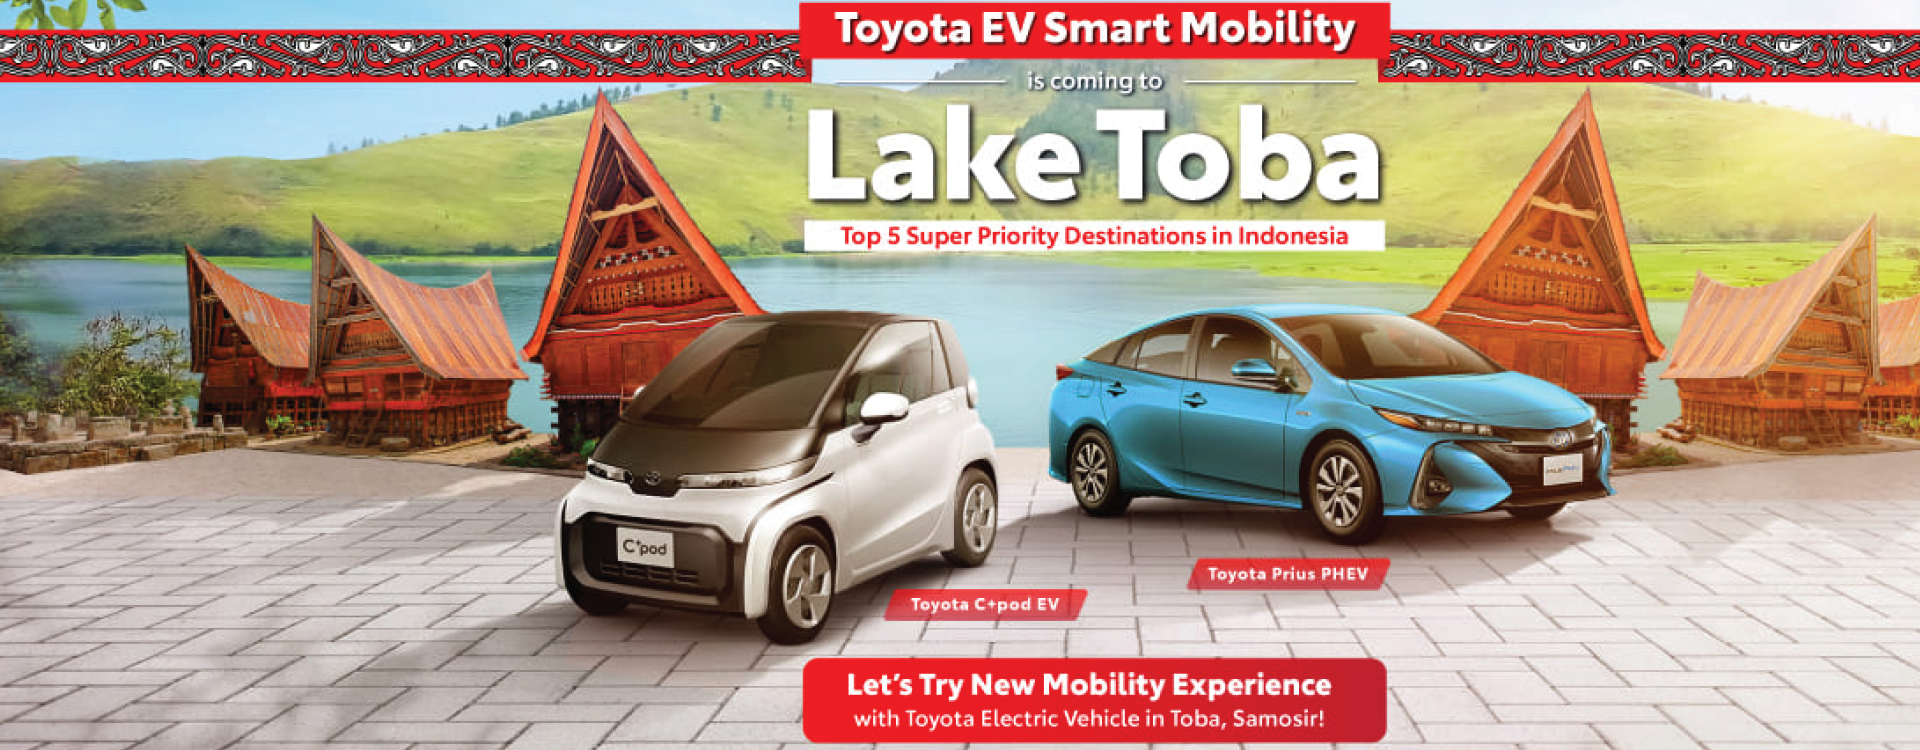 Toyota EV Smart Mobility
is coming to
Lake Toba
Top 5 Super Priority Destinations in Indonesia
C+pod
Toyota Prius PHEV
Toyota C+pod EV
Let's Try New Mobility Experience
with Toyota Electric Vehicle in Toba, Samosir!